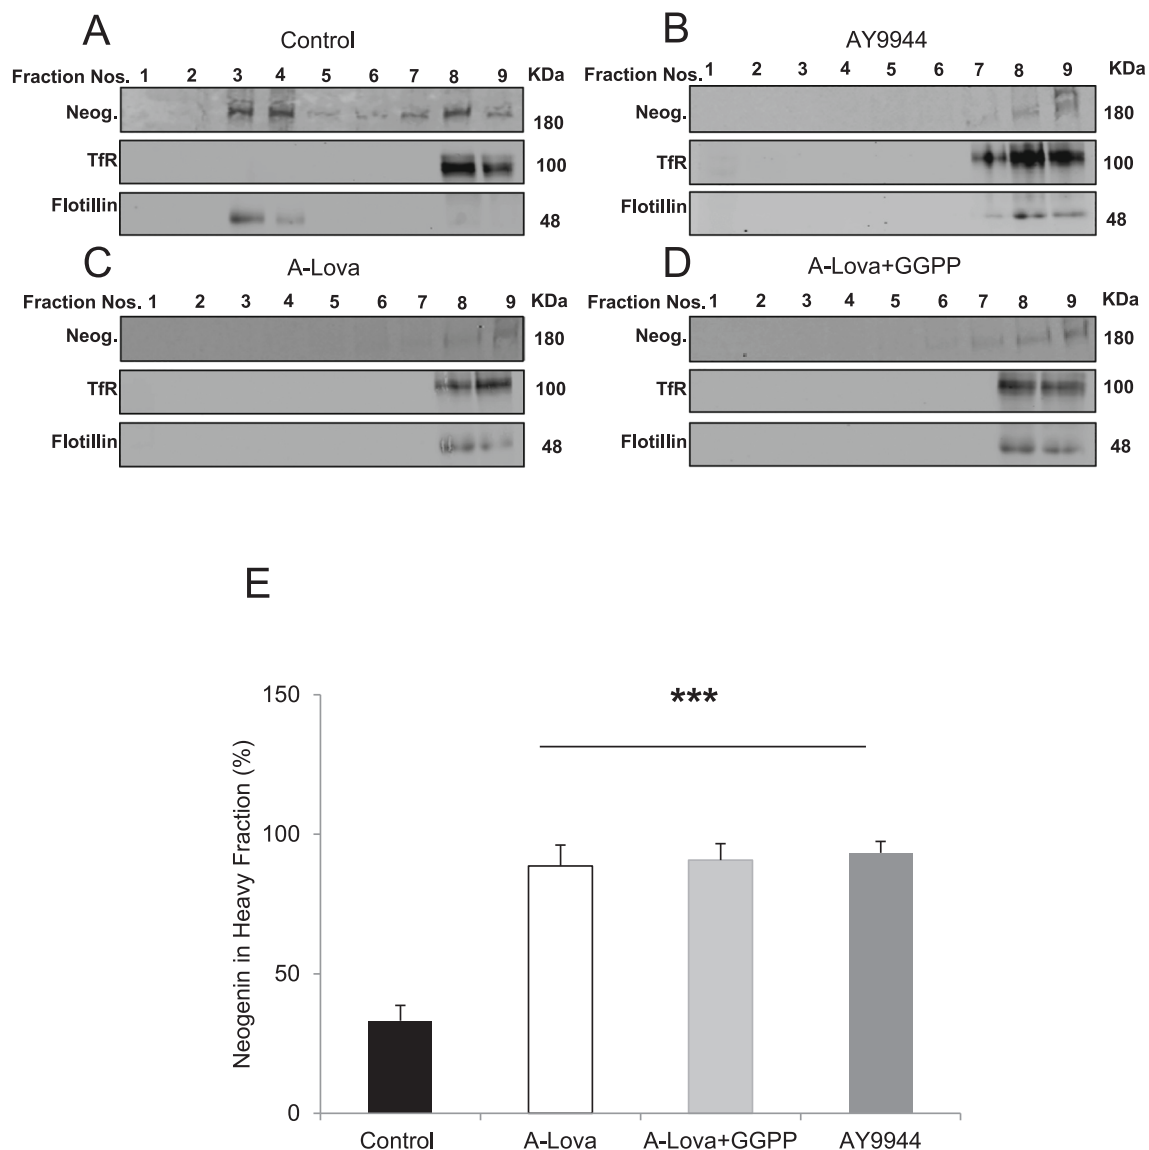 A
Control
Fraction Nos. 1 2 3 4 5 6 7 8 9 KDa
Neog. 180
TfR 100
Flotillin 48
B
AY9944
Fraction Nos. 1 2 3 4 5 6 7 8 9 KDa
Neog. 180
TfR 100
Flotillin 48
C
A-Lova
Fraction Nos. 1 2 3 4 5 6 7 8 9 KDa
Neog. 180
TfR 100
Flotillin 48
D
A-Lova+GGPP
Fraction Nos. 1 2 3 4 5 6 7 8 9 KDa
Neog. 180
TfR 100
Flotillin 48
E
Neogenin in Heavy Fraction (%)
150
100
50
0
***
Control A-Lova A-Lova+GGPP AY9944